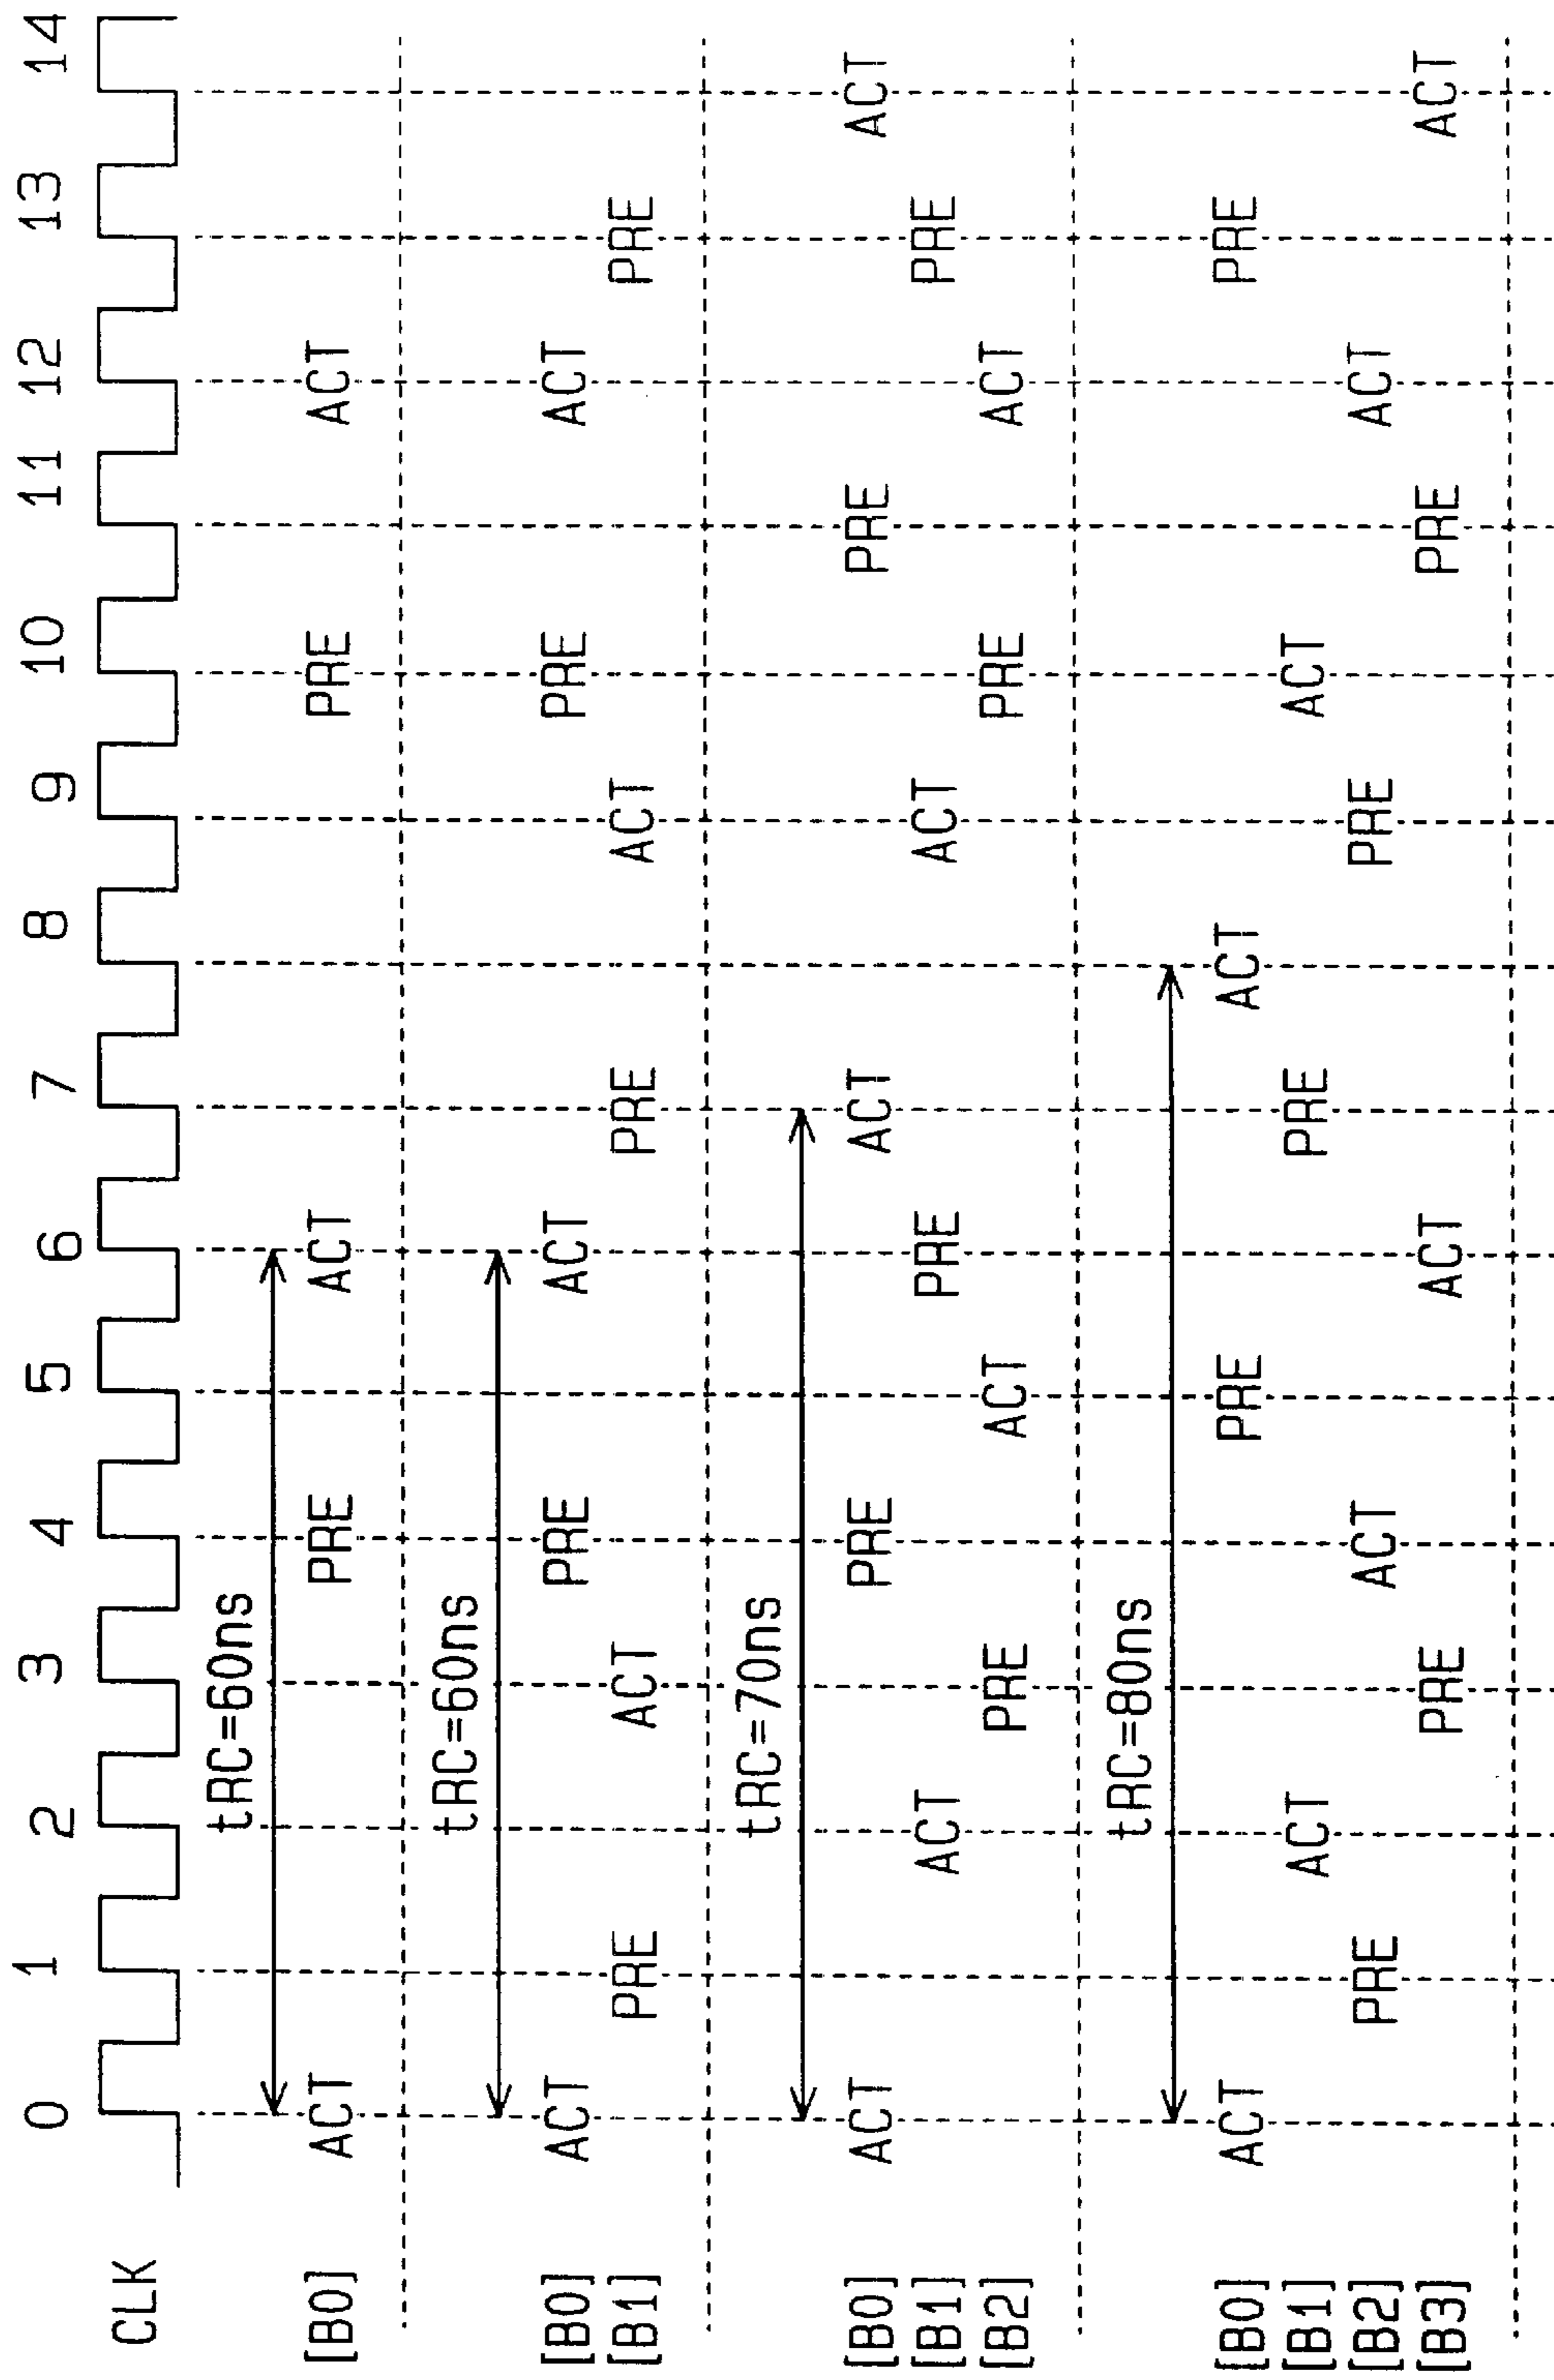 0 1 2 3 4 5 6 7 8 9 10 11 12 13 14
CLK
tRC=60ns
[B0] ACT PRE ACT PRE ACT
tRC=60ns
[B0] ACT PRE ACT PRE ACT
[B1] PRE ACT PRE ACT PRE
tRC=70ns
[B0] ACT PRE ACT PRE ACT
[B1] ACT PRE ACT PRE
[B2] PRE ACT PRE ACT
tRC=80ns
[B0] ACT PRE ACT PRE
[B1] ACT PRE ACT
[B2] PRE ACT PRE ACT
[B3] PRE ACT PRE ACT